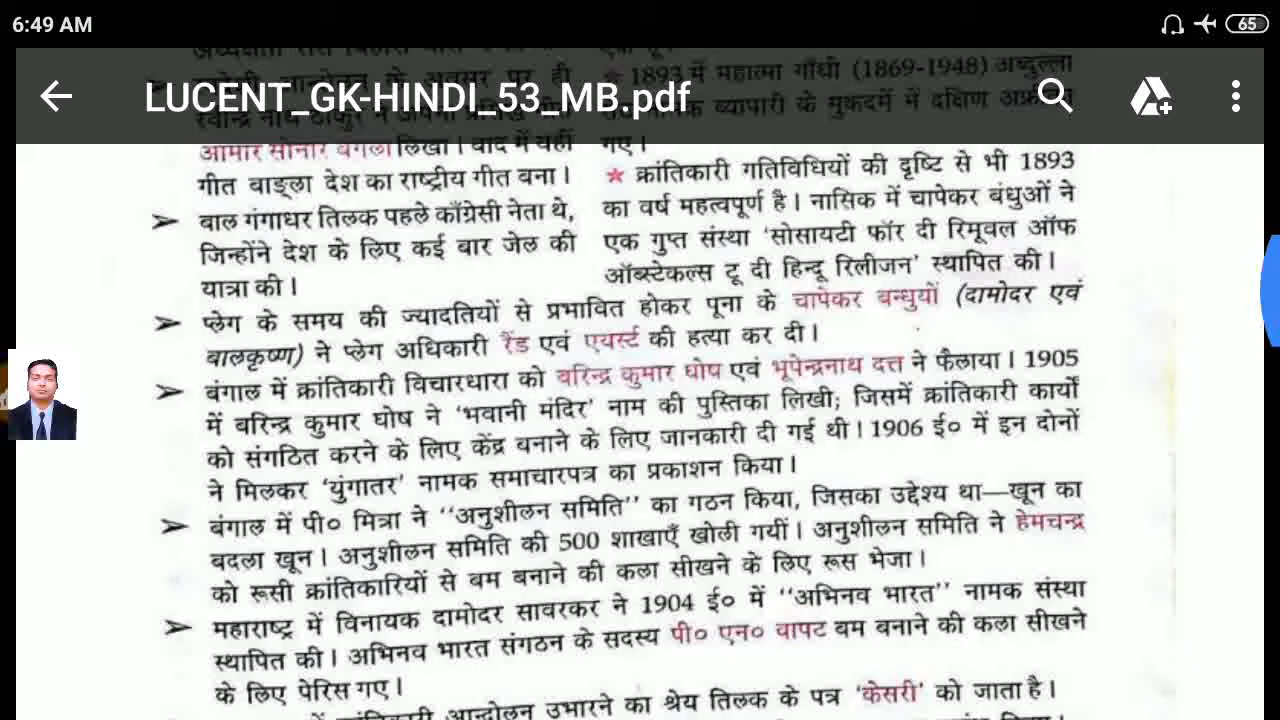 6:49 AM
65
LUCENT_GK-HINDI_53_MB.pdf
★ 1893 में महात्मा गाँधी (1869-1948) अब्दुल्ला
व्यापारी के मुकदमें में दक्षिण
गए।
आमार सोनार बंगला लिखा। बाद में यही
गीत बाङ्ला देश का राष्ट्रीय गीत बना।
➢ बाल गंगाधर तिलक पहले काँग्रेसी नेता थे,
जिन्होंने देश के लिए कई बार जेल की
यात्रा की।
★ क्रांतिकारी गतिविधियों की दृष्टि से भी 1893
का वर्ष महत्वपूर्ण है। नासिक में चापेकर बंधुओं ने
एक गुप्त संस्था ‘सोसायटी फॉर दी रिमूवल ऑफ
ऑब्स्टेकल्स टू दी हिन्दू रिलीजन’ स्थापित की।
➢ प्लेग के समय की ज्यादतियों से प्रभावित होकर पूना के चापेकर बन्धुयों (दामोदर एवं
बालकृष्ण) ने प्लेग अधिकारी रैंड एवं एयर्स्ट की हत्या कर दी।
➢ बंगाल में क्रांतिकारी विचारधारा को बरिन्द्र कुमार घोष एवं भूपेन्द्रनाथ दत्त ने फैलाया। 1905
में बरिन्द्र कुमार घोष ने ‘भवानी मंदिर’ नाम की पुस्तिका लिखी; जिसमें क्रांतिकारी कार्यों
को संगठित करने के लिए केंद्र बनाने के लिए जानकारी दी गई थी। 1906 ई० में इन दोनों
ने मिलकर ‘युंगातर’ नामक समाचारपत्र का प्रकाशन किया।
➢ बंगाल में पी० मित्रा ने ‘‘अनुशीलन समिति’’ का गठन किया, जिसका उद्देश्य था—खून का
बदला खून। अनुशीलन समिति की 500 शाखाएँ खोली गयीं। अनुशीलन समिति ने हेमचन्द्र
को रूसी क्रांतिकारियों से बम बनाने की कला सीखने के लिए रूस भेजा।
➢ महाराष्ट्र में विनायक दामोदर सावरकर ने 1904 ई० में ‘‘अभिनव भारत’’ नामक संस्था
स्थापित की। अभिनव भारत संगठन के सदस्य पी० एन० वापट बम बनाने की कला सीखने
के लिए पेरिस गए।
आन्दोलन उभारने का श्रेय तिलक के पत्र ‘केसरी’ को जाता है।